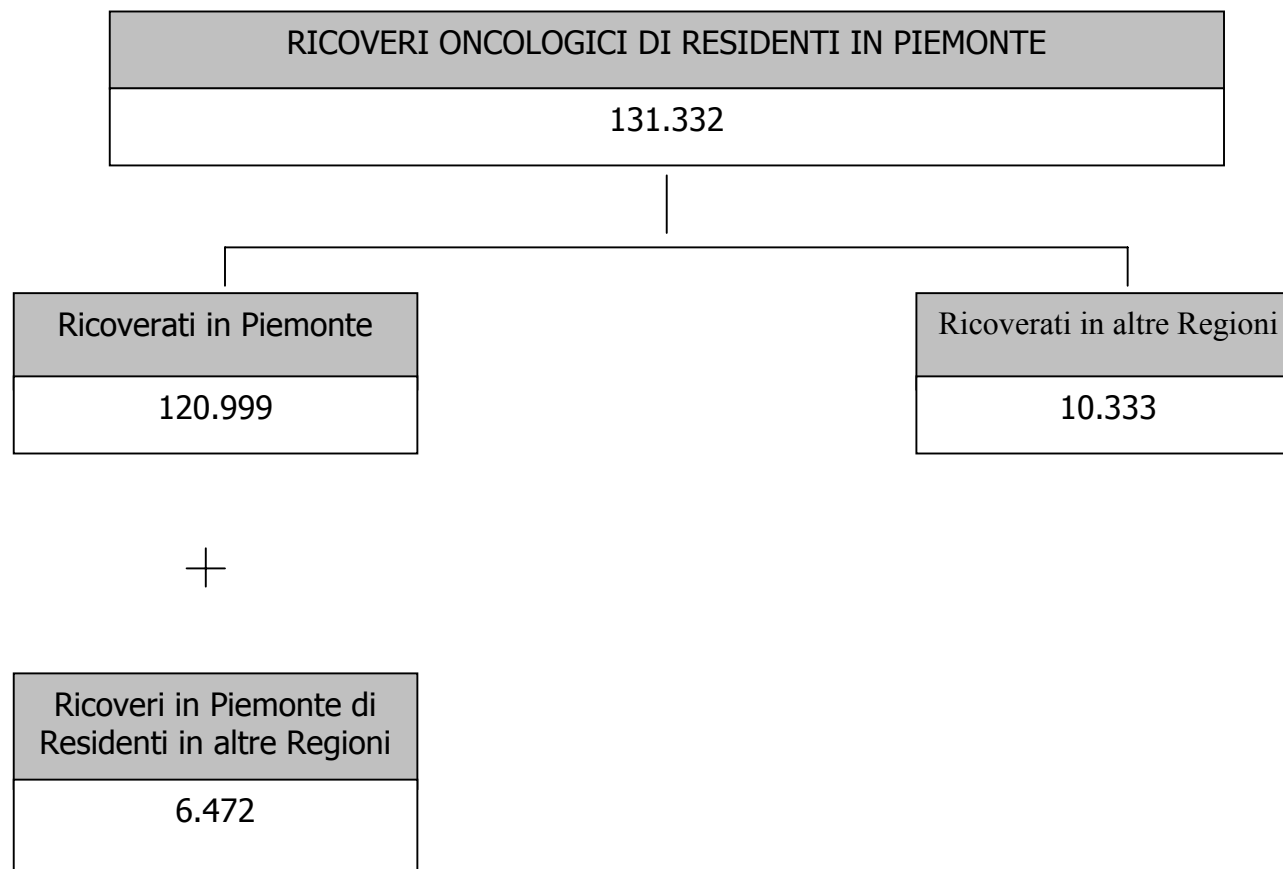 RICOVERI ONCOLOGICI DI RESIDENTI IN PIEMONTE
131.332
Ricoverati in Piemonte
120.999
Ricoverati in altre Regioni
10.333
+
Ricoveri in Piemonte di
Residenti in altre Regioni
6.472